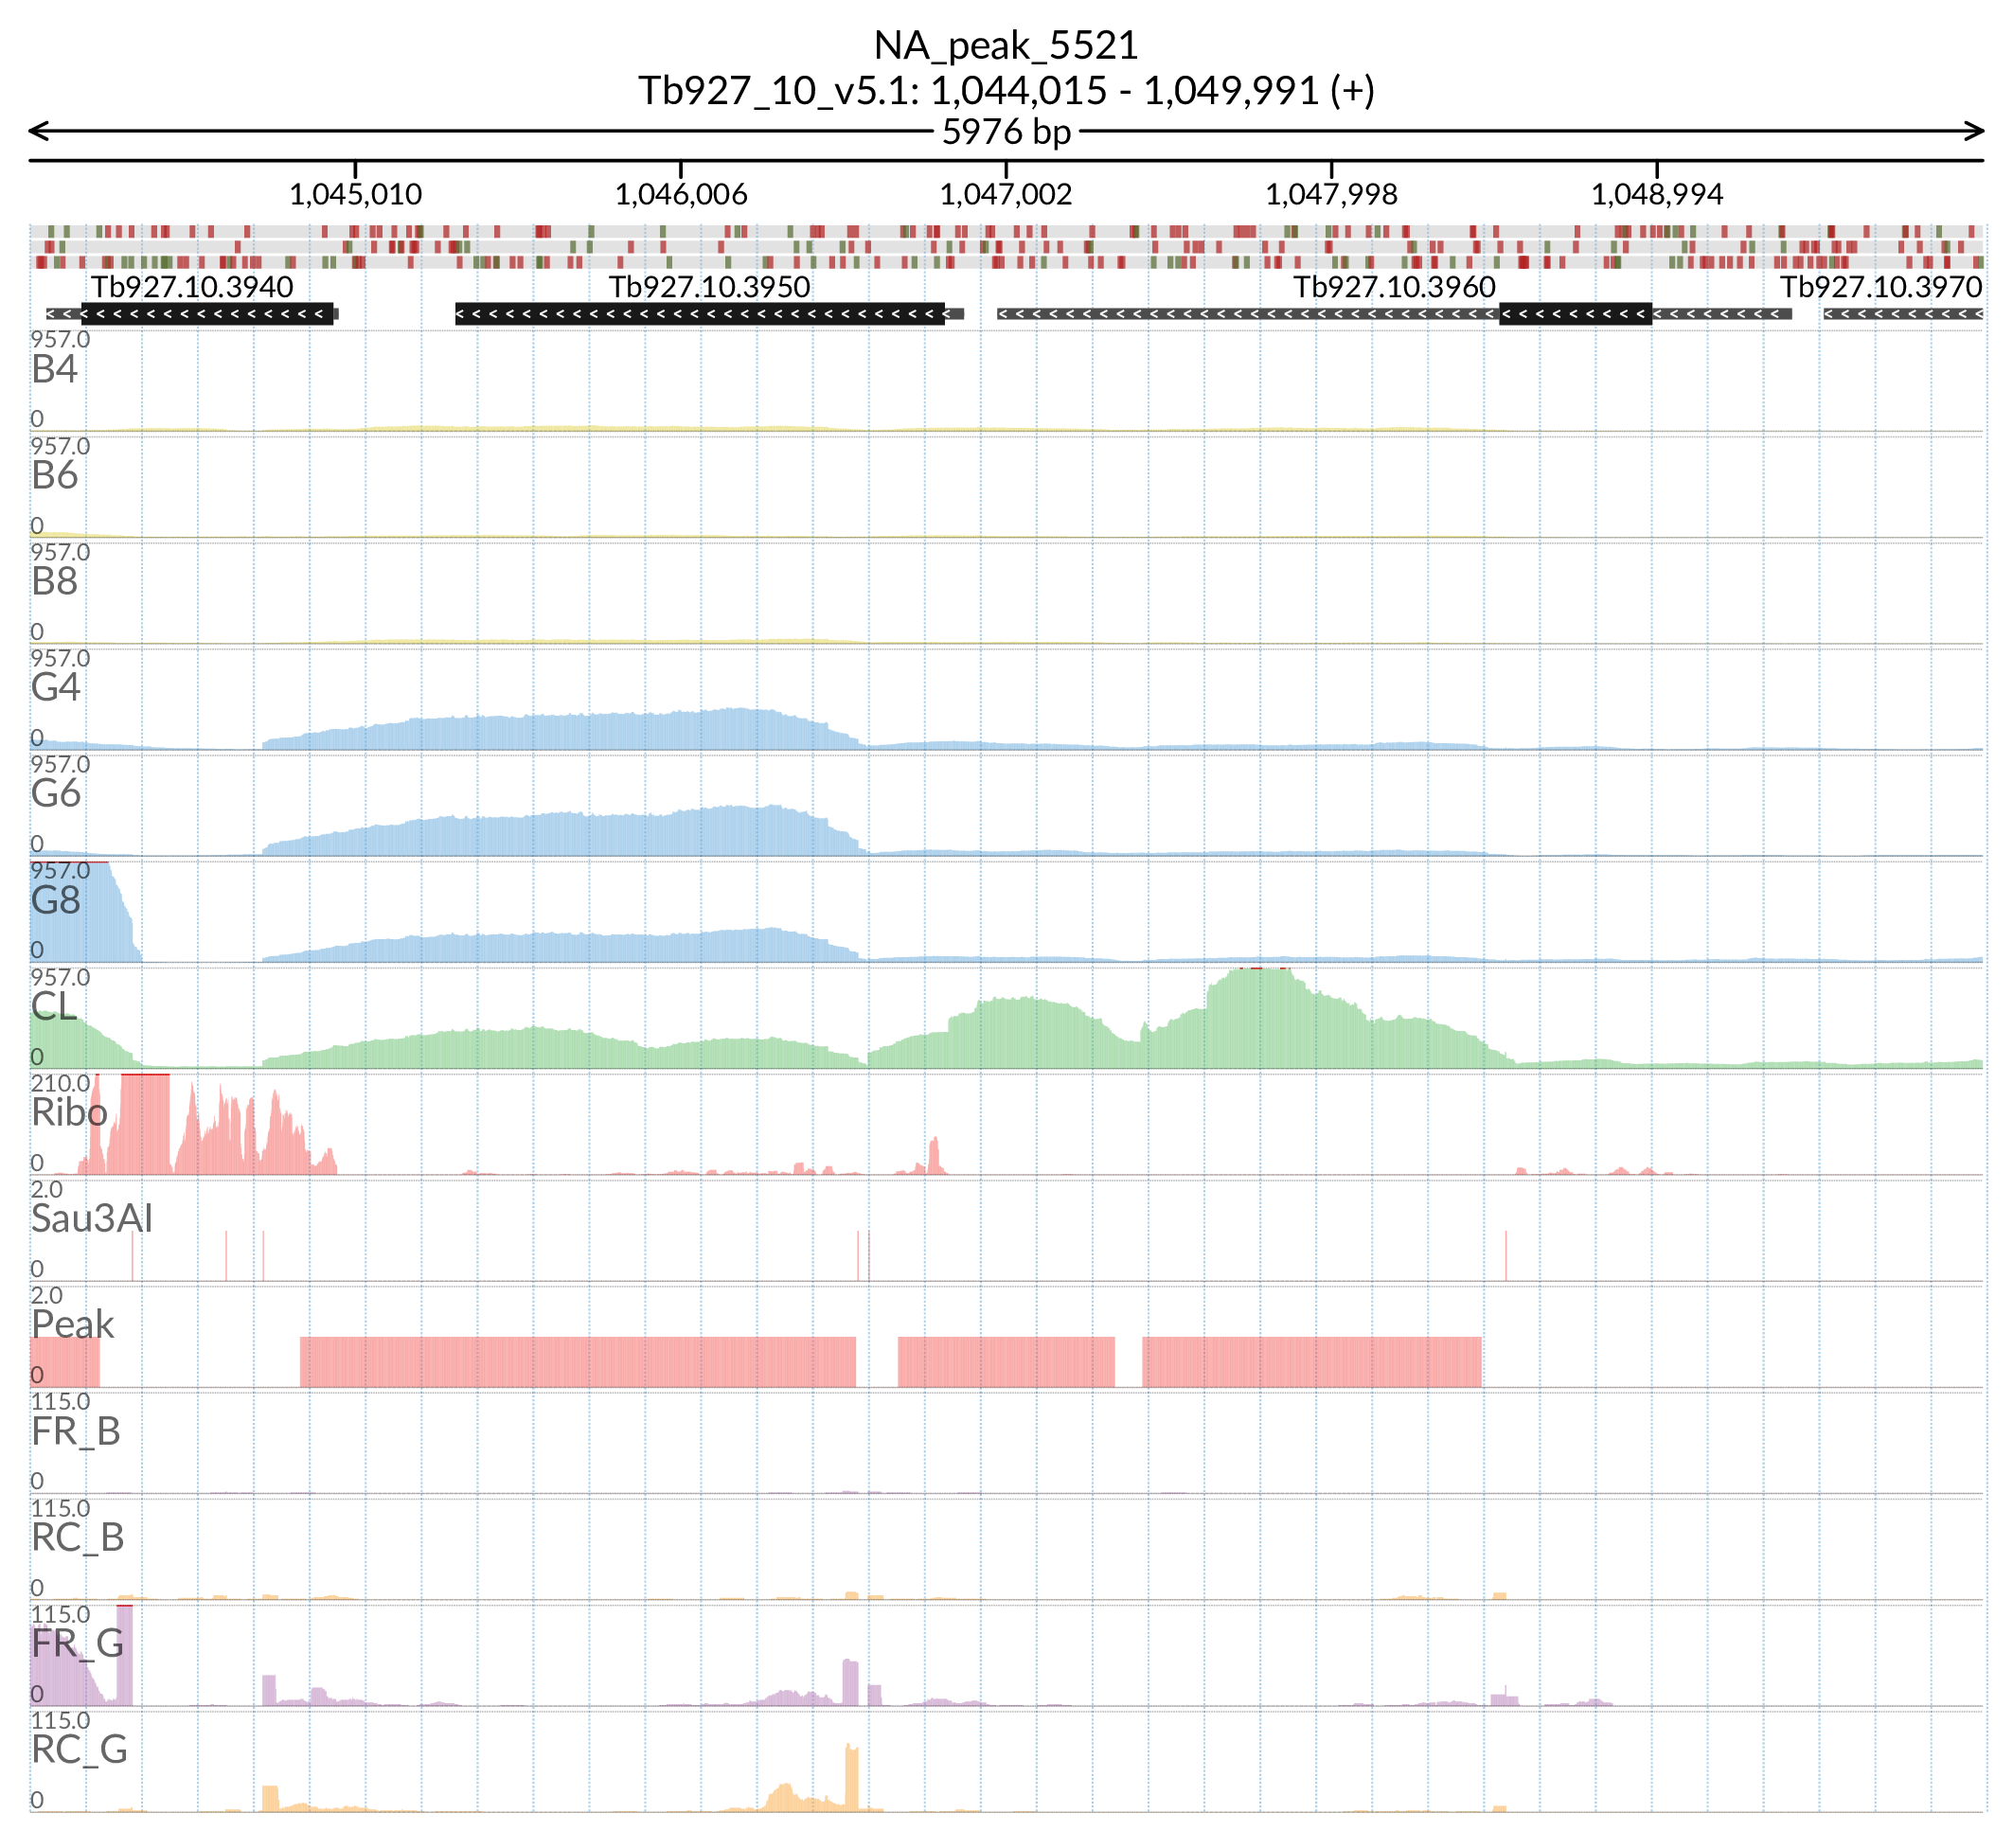 NA_peak_5521
Tb927_10_v5.1: 1,044,015 - 1,049,991 (+)
5976 bp
1,045,010 1,046,006 1,047,002 1,047,998 1,048,994
Tb927.10.3940 Tb927.10.3950 Tb927.10.3960 Tb927.10.3970
957.0
B4
0
957.0
B6
0
957.0
B8
0
957.0
G4
0
957.0
G6
0
957.0
G8
0
957.0
CL
0
210.0
Ribo
0
2.0
Sau3AI
0
2.0
Peak
0
115.0
FR_B
0
115.0
RC_B
0
115.0
FR_G
0
115.0
RC_G
0